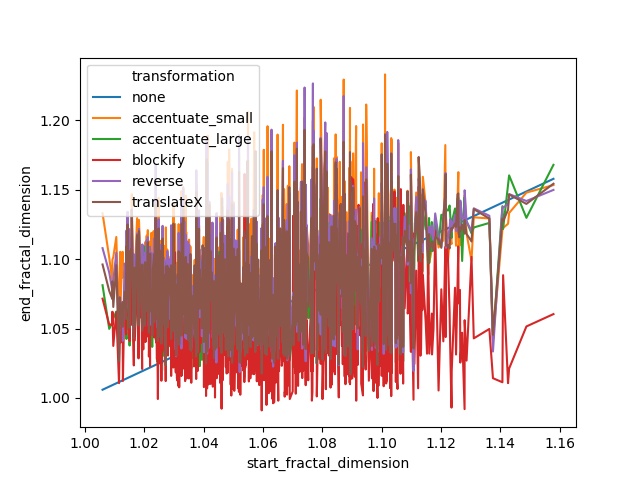 transformation
none
accentuate_small
accentuate_large
blockify
reverse
translateX
1.20
1.15
1.10
1.05
1.00
end_fractal_dimension
1.00 1.02 1.04 1.06 1.08 1.10 1.12 1.14 1.16
start_fractal_dimension